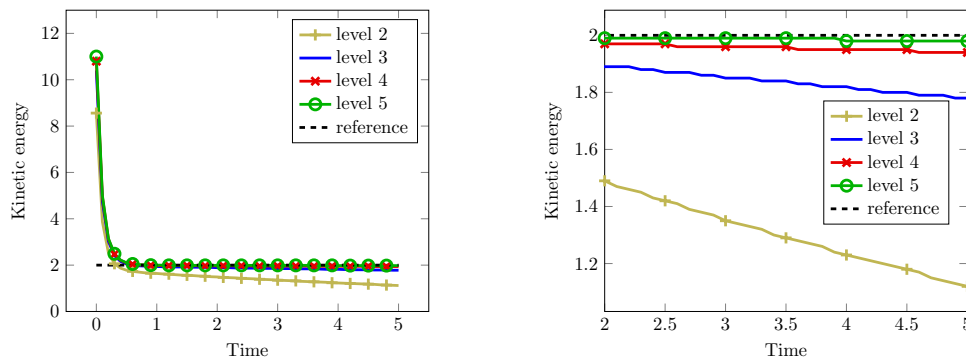 12
10
8
6
4
2
0
Kinetic energy
level 2
level 3
level 4
level 5
reference
0
1
2
3
4
5
Time
2
1.8
1.6
1.4
1.2
Kinetic energy
level 2
level 3
level 4
level 5
reference
2
2.5
3
3.5
4
4.5
5
Time